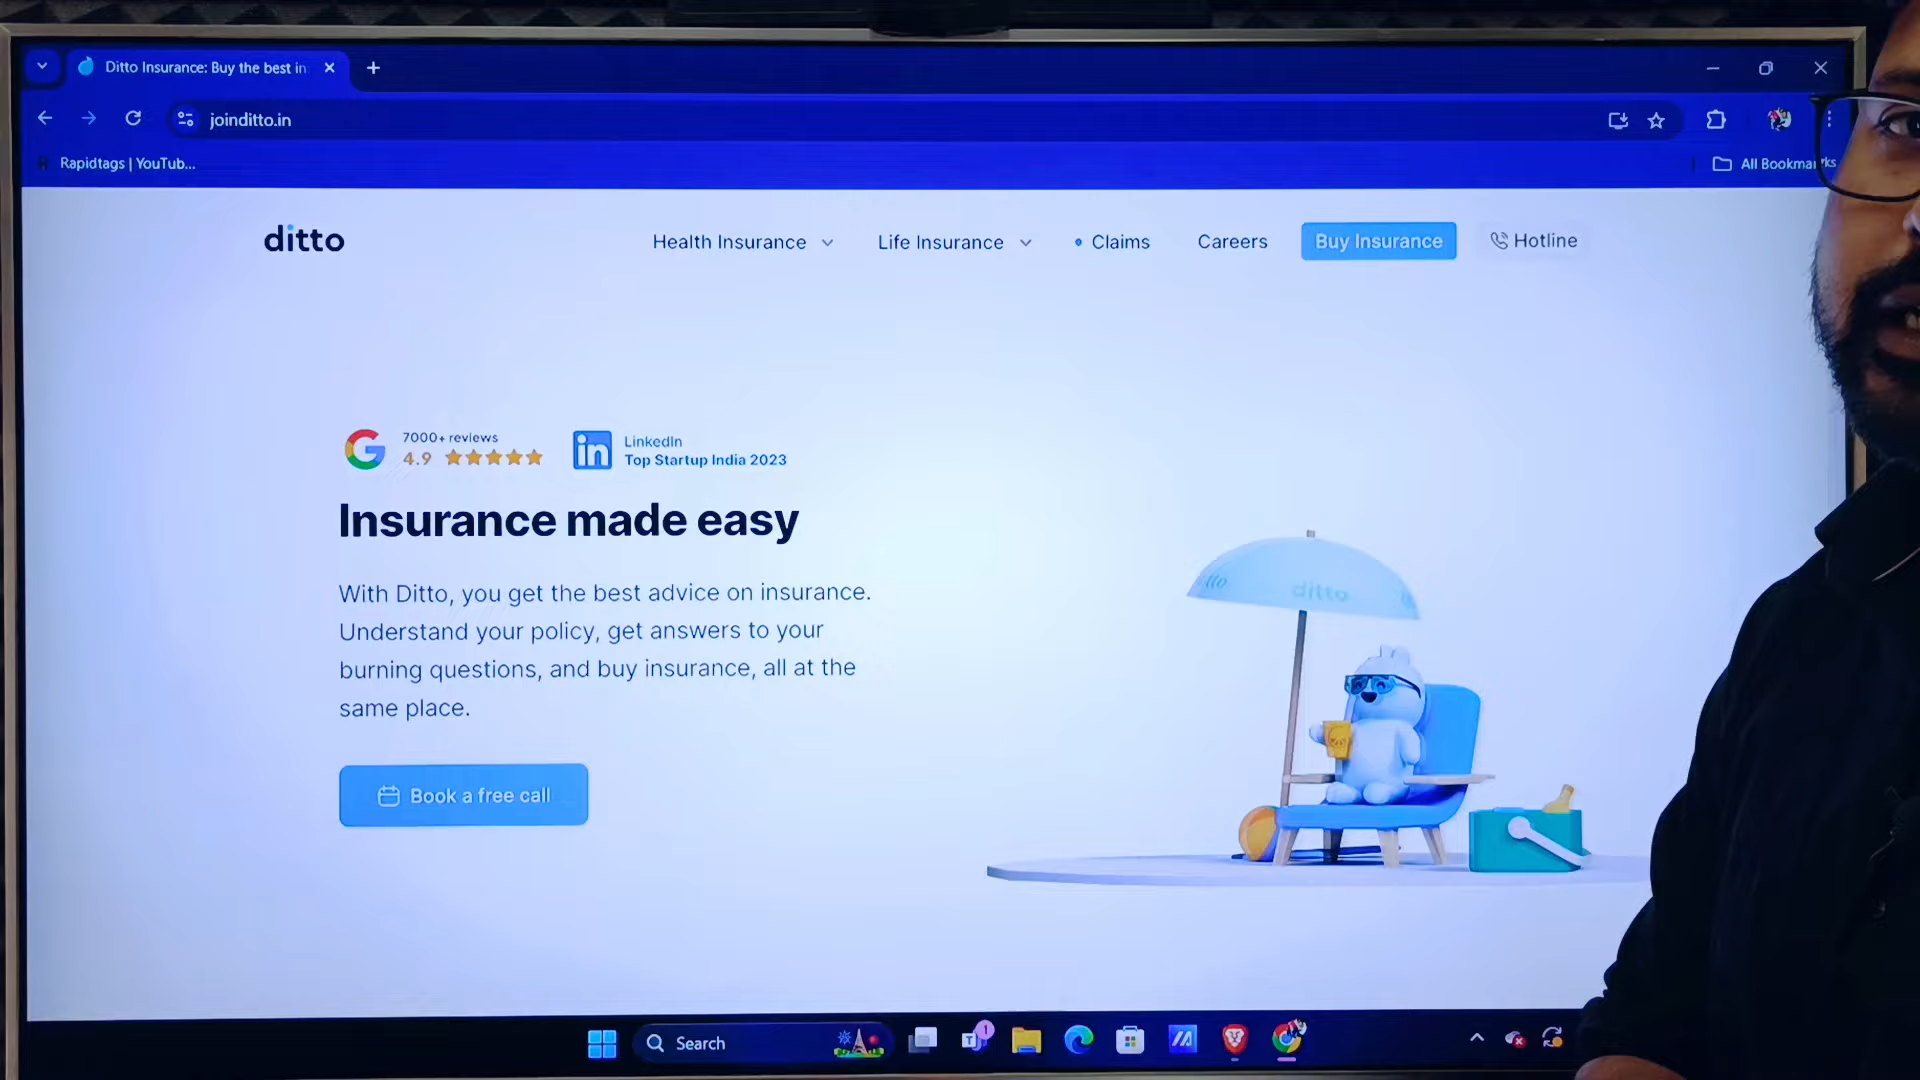 Ditto Insurance: Buy the best in
joinditto.in
Rapidtags | YouTub...
All Bookmarks
ditto
Health Insurance
Life Insurance
Claims
Careers
Buy Insurance
Hotline
7000+ reviews
4.9
LinkedIn
Top Startup India 2023
Insurance made easy
With Ditto, you get the best advice on insurance.
Understand your policy, get answers to your
burning questions, and buy insurance, all at the
same place.
Book a free call
ditto
Search
1